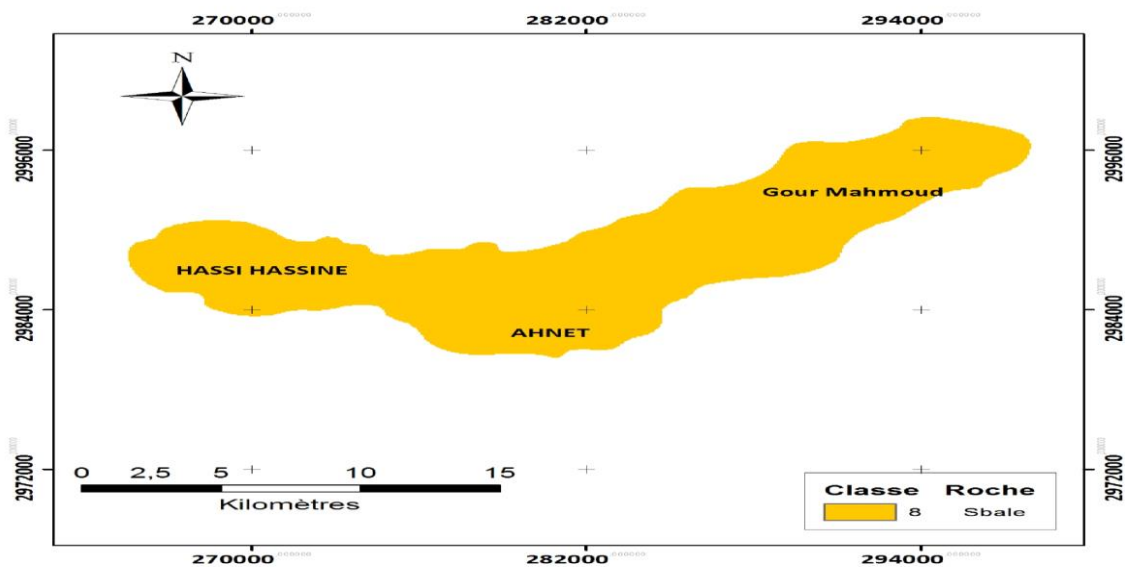 270000 282000 294000
N
2996000 2996000
Gour Mahmoud
HASSI HASSINE
2984000 2984000
AHNET
2972000 2972000
0 2,5 5 10 15
Kilomètres
Classe Roche
8 Sbale
270000 282000 294000